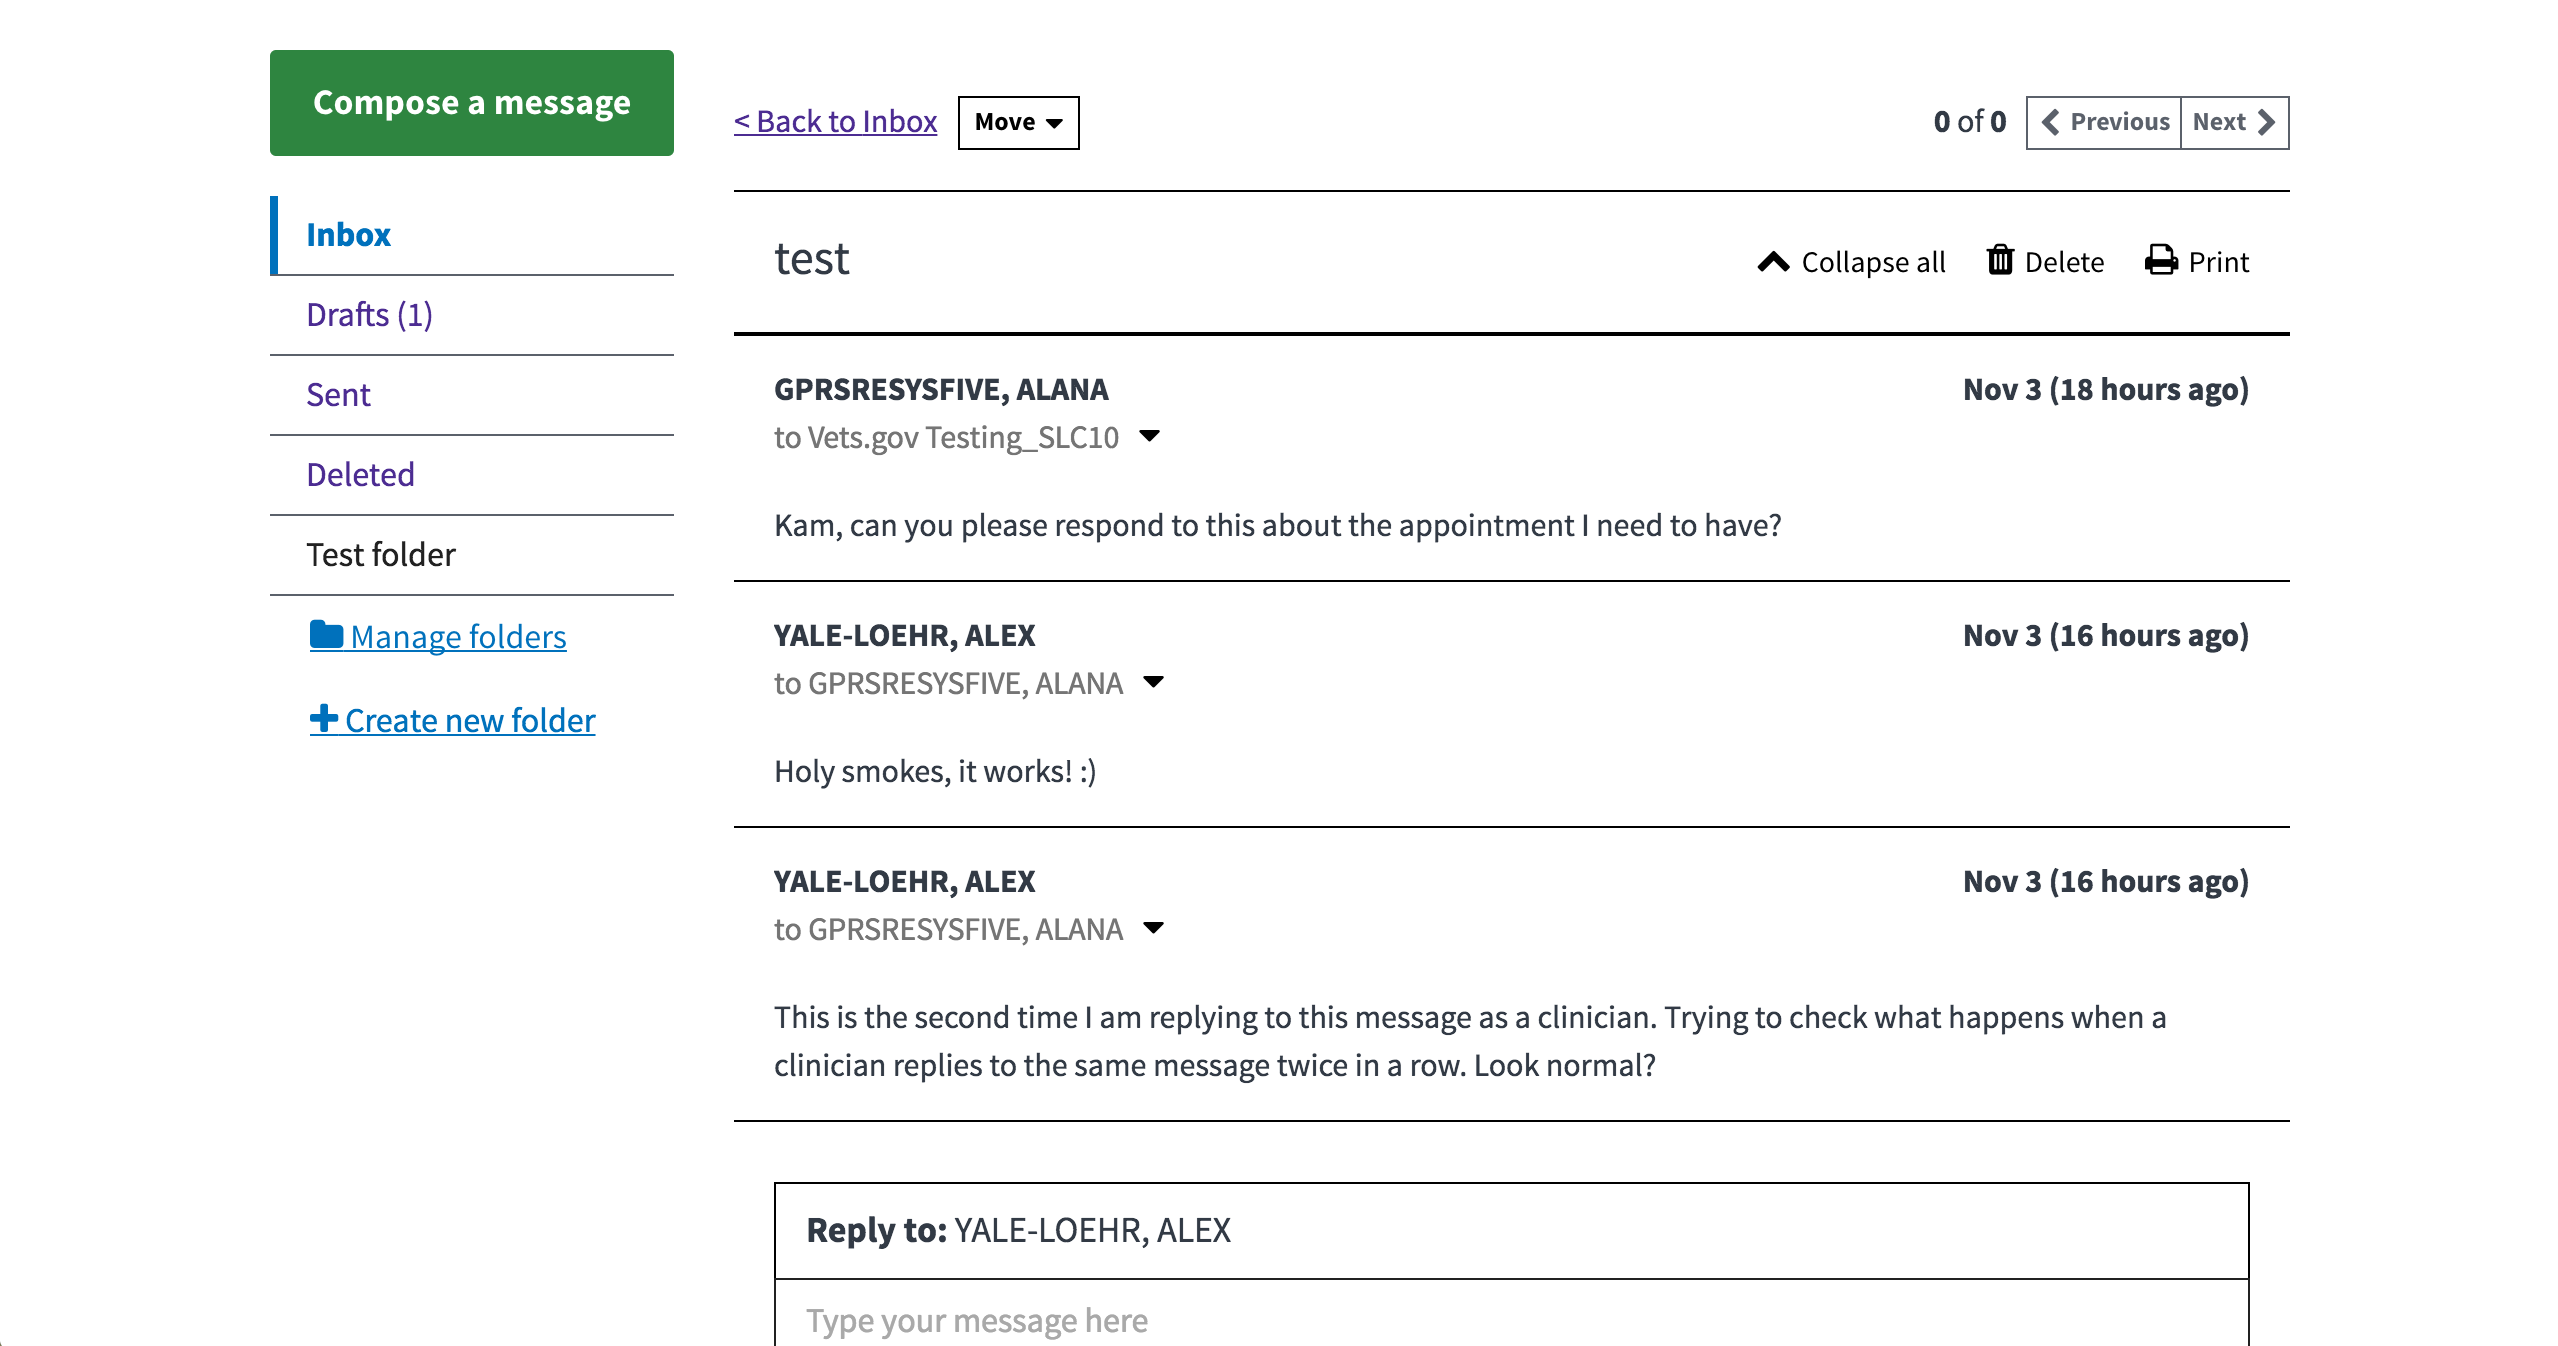 Compose a message
Inbox
Drafts (1)
Sent
Deleted
Test folder
Manage folders
Create new folder
< Back to Inbox
Move
0 of 0
Previous
Next
test
Collapse all
Delete
Print
GPRSRESYSFIVE, ALANA
Nov 3 (18 hours ago)
to Vets.gov Testing_SLC10
Kam, can you please respond to this about the appointment I need to have?
YALE-LOEHR, ALEX
Nov 3 (16 hours ago)
to GPRSRESYSFIVE, ALANA
Holy smokes, it works! :)
YALE-LOEHR, ALEX
Nov 3 (16 hours ago)
to GPRSRESYSFIVE, ALANA
This is the second time I am replying to this message as a clinician. Trying to check what happens when a
clinician replies to the same message twice in a row. Look normal?
Reply to: YALE-LOEHR, ALEX
Type your message here